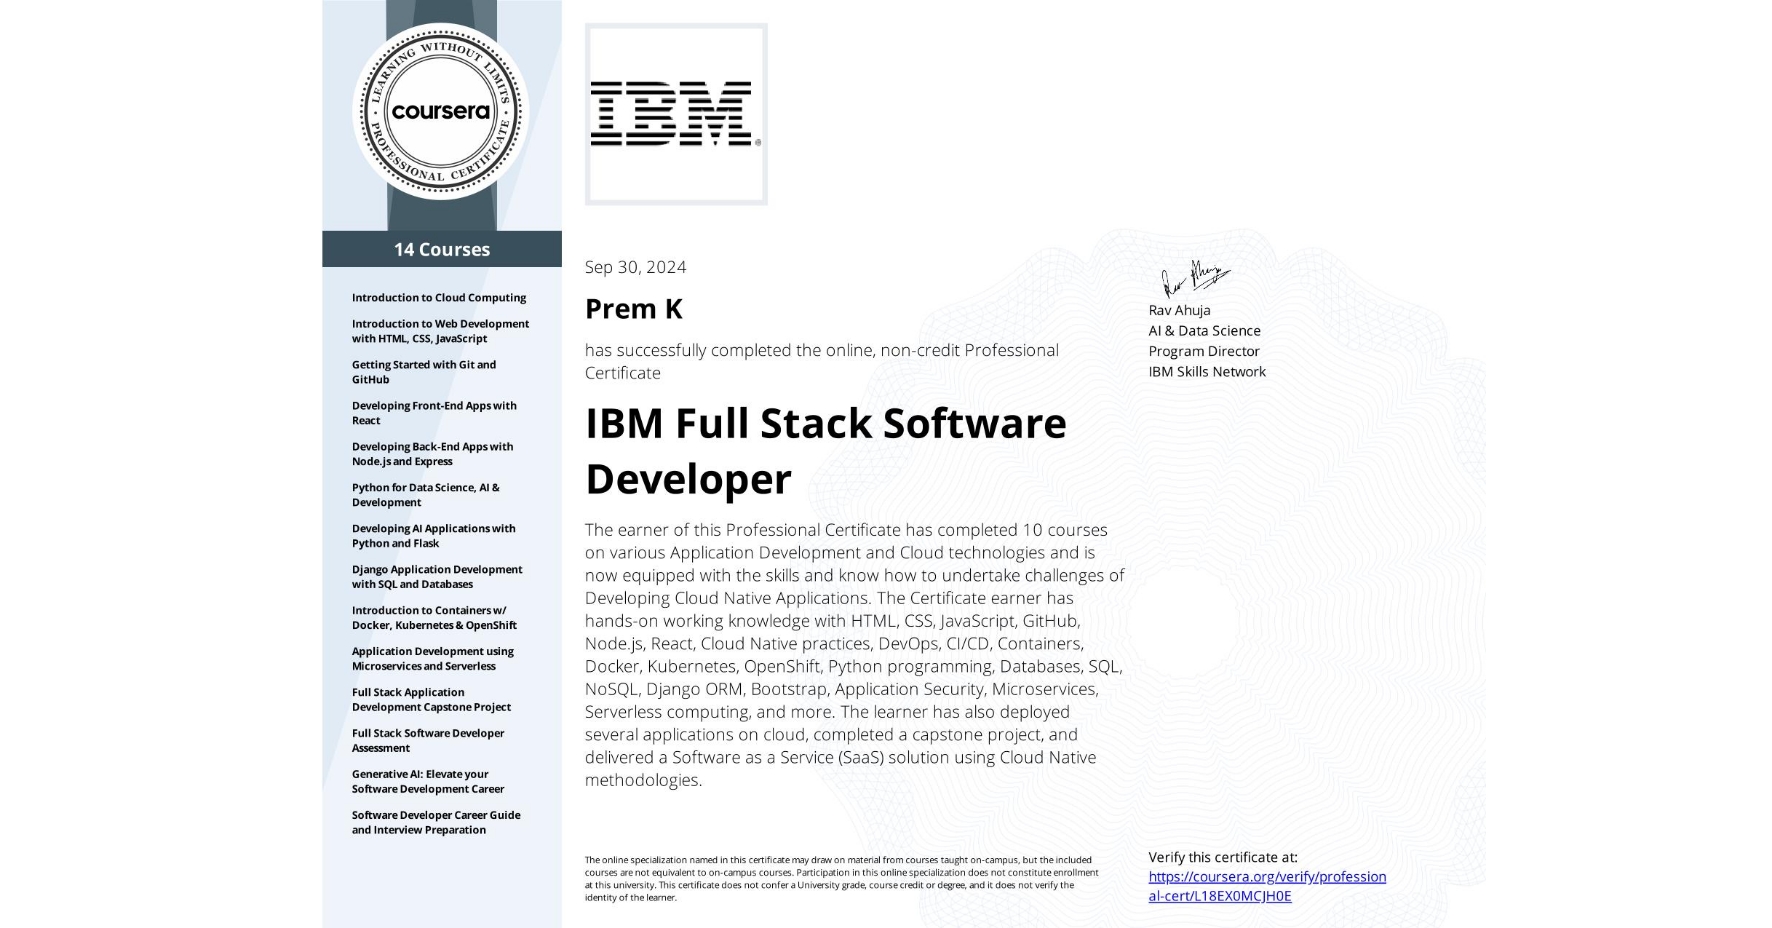 LEARNING WITHOUT LIMITS
coursera
PROFESSIONAL CERTIFICATE
14 Courses
Introduction to Cloud Computing
Introduction to Web Development
with HTML, CSS, JavaScript
Getting Started with Git and
GitHub
Developing Front-End Apps with
React
Developing Back-End Apps with
Node.js and Express
Python for Data Science, AI &
Development
Developing AI Applications with
Python and Flask
Django Application Development
with SQL and Databases
Introduction to Containers w/
Docker, Kubernetes & OpenShift
Application Development using
Microservices and Serverless
Full Stack Application
Development Capstone Project
Full Stack Software Developer
Assessment
Generative AI: Elevate your
Software Development Career
Software Developer Career Guide
and Interview Preparation
IBM®
Sep 30, 2024
Prem K
has successfully completed the online, non-credit Professional
Certificate
IBM Full Stack Software
Developer
The earner of this Professional Certificate has completed 10 courses
on various Application Development and Cloud technologies and is
now equipped with the skills and know how to undertake challenges of
Developing Cloud Native Applications. The Certificate earner has
hands-on working knowledge with HTML, CSS, JavaScript, GitHub,
Node.js, React, Cloud Native practices, DevOps, CI/CD, Containers,
Docker, Kubernetes, OpenShift, Python programming, Databases, SQL,
NoSQL, Django ORM, Bootstrap, Application Security, Microservices,
Serverless computing, and more. The learner has also deployed
several applications on cloud, completed a capstone project, and
delivered a Software as a Service (SaaS) solution using Cloud Native
methodologies.
The online specialization named in this certificate may draw on material from courses taught on-campus, but the included
courses are not equivalent to on-campus courses. Participation in this online specialization does not constitute enrollment
at this university. This certificate does not confer a University grade, course credit or degree, and it does not verify the
identity of the learner.
Rav Ahuja
Rav Ahuja
AI & Data Science
Program Director
IBM Skills Network
Verify this certificate at:
https://coursera.org/verify/profession
al-cert/L18EX0MCJH0E